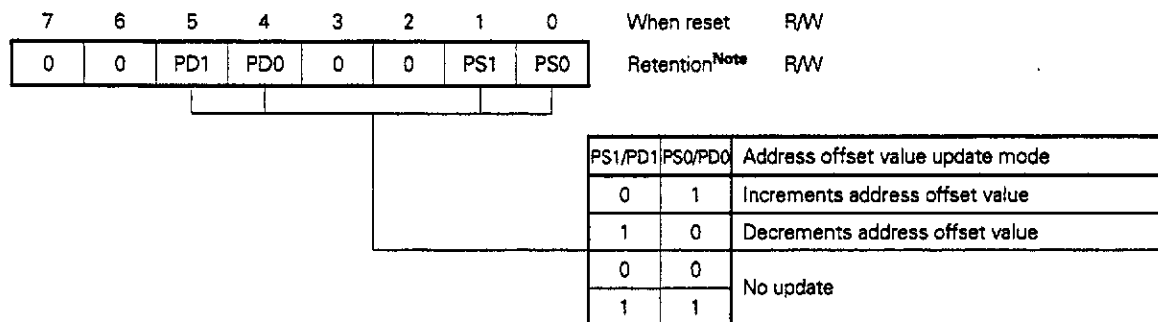 7 6 5 4 3 2 1 0 When reset R/W
0 0 PD1 PD0 0 0 PS1 PS0 Retention Note R/W
PS1/PD1 PS0/PD0 Address offset value update mode
0 1 Increments address offset value
1 0 Decrements address offset value
0 0 No update
1 1